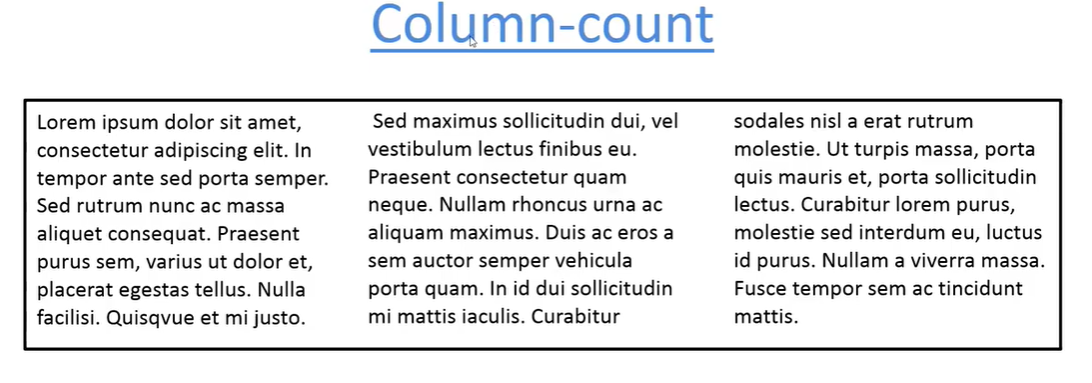 Column-count
Lorem ipsum dolor sit amet,
consectetur adipiscing elit. In
tempor ante sed porta semper.
Sed rutrum nunc ac massa
aliquet consequat. Praesent
purus sem, varius ut dolor et,
placerat egestas tellus. Nulla
facilisi. Quisqvue et mi justo.
Sed maximus sollicitudin dui, vel
vestibulum lectus finibus eu.
Praesent consectetur quam
neque. Nullam rhoncus urna ac
aliquam maximus. Duis ac eros a
sem auctor semper vehicula
porta quam. In id dui sollicitudin
mi mattis iaculis. Curabitur
sodales nisl a erat rutrum
molestie. Ut turpis massa, porta
quis mauris et, porta sollicitudin
lectus. Curabitur lorem purus,
molestie sed interdum eu, luctus
id purus. Nullam a viverra massa.
Fusce tempor sem ac tincidunt
mattis.